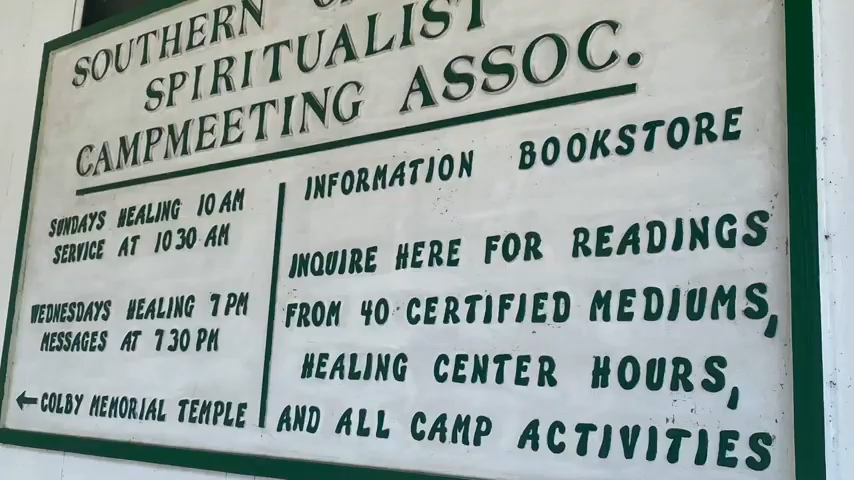 SOUTHERN
SPIRITUALIST
CAMPMEETING ASSOC.
SUNDAYS HEALING 10 AM
SERVICE AT 10 30 AM
WEDNESDAYS HEALING 7 PM
MESSAGES AT 7 30 PM
←COLBY MEMORIAL TEMPLE
INFORMATION BOOKSTORE
INQUIRE HERE FOR READINGS
FROM 40 CERTIFIED MEDIUMS,
HEALING CENTER HOURS,
AND ALL CAMP ACTIVITIES